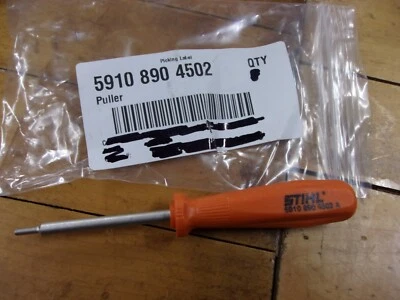 Picking Label
5910 890 4502
QTY
Puller
STIHL
5910 890 4502 A